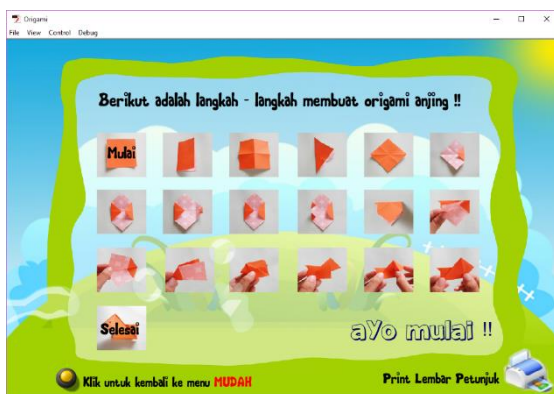 Origami
File View Control Debug
Berikut adalah langkah - langkah membuat origami anjing !!
Mulai
Selesai
aYo mulai !!
Klik untuk kembali ke menu MUDAH
Print Lembar Petunjuk